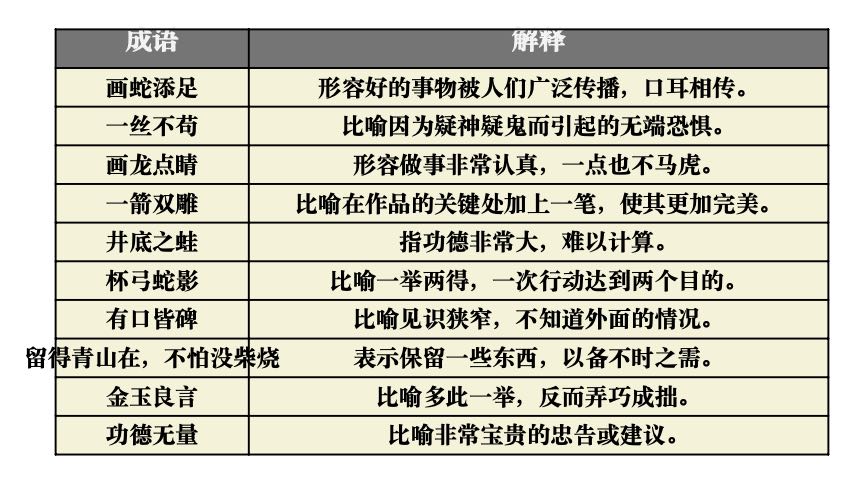 成语 解释
画蛇添足 形容好的事物被人们广泛传播，口耳相传。
一丝不苟 比喻因为疑神疑鬼而引起的无端恐惧。
画龙点睛 形容做事非常认真，一点也不马虎。
一箭双雕 比喻在作品的关键处加上一笔，使其更加完美。
井底之蛙 指功德非常大，难以计算。
杯弓蛇影 比喻一举两得，一次行动达到两个目的。
有口皆碑 比喻见识狭窄，不知道外面的情况。
留得青山在，不怕没柴烧 表示保留一些东西，以备不时之需。
金玉良言 比喻多此一举，反而弄巧成拙。
功德无量 比喻非常宝贵的忠告或建议。